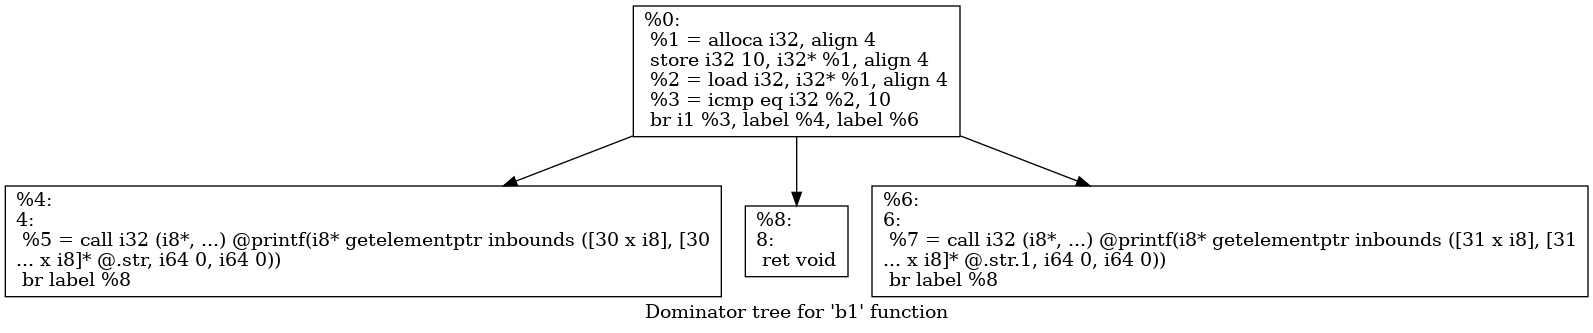 %0:
%1 = alloca i32, align 4
store i32 10, i32* %1, align 4
%2 = load i32, i32* %1, align 4
%3 = icmp eq i32 %2, 10
br i1 %3, label %4, label %6
%4:
4:
%5 = call i32 (i8*, ...) @printf(i8* getelementptr inbounds ([30 x i8], [30
... x i8]* @.str, i64 0, i64 0))
br label %8
%8:
8:
ret void
%6:
6:
%7 = call i32 (i8*, ...) @printf(i8* getelementptr inbounds ([31 x i8], [31
... x i8]* @.str.1, i64 0, i64 0))
br label %8
Dominator tree for 'b1' function